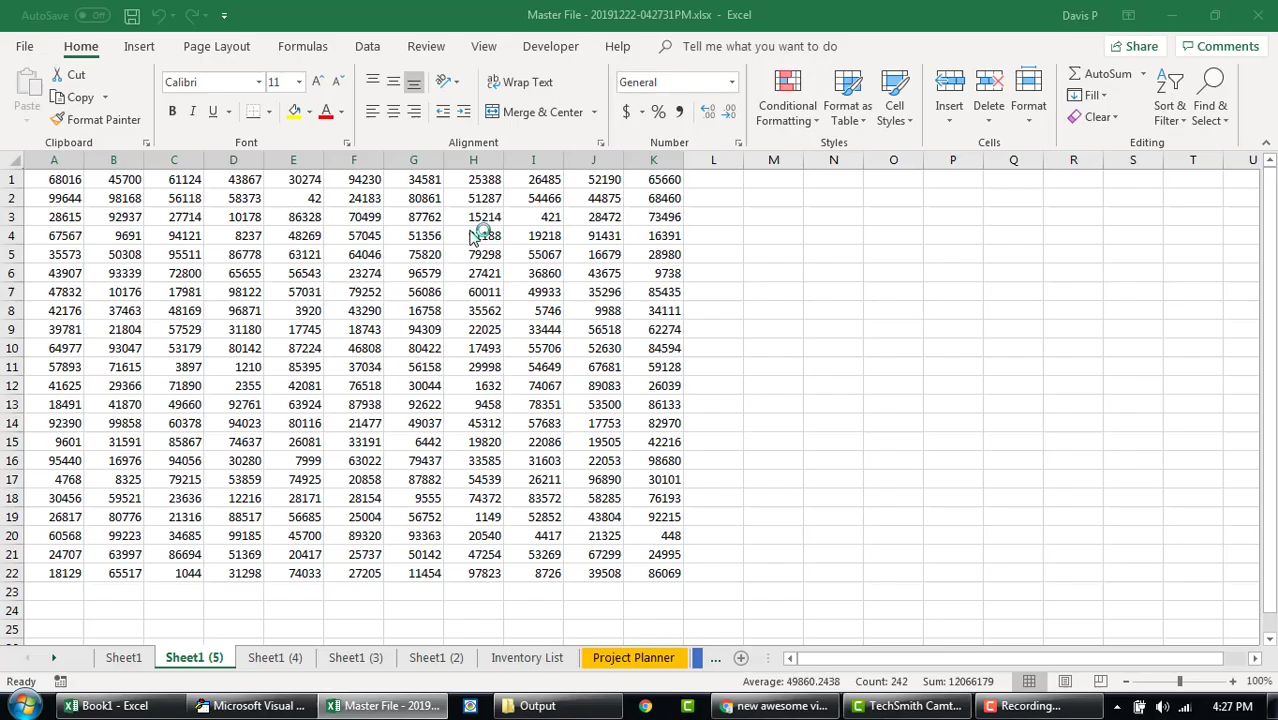 AutoSave Off Master File - 20191222-042731PM.xlsx - Excel Davis P
File Home Insert Page Layout Formulas Data Review View Developer Help Tell me what you want to do Share Comments
Paste Cut Copy Format Painter
Calibri 11 B I U
Wrap Text Merge & Center
General $ %
Conditional Formatting Format as Table Cell Styles
Insert Delete Format
AutoSum Fill Clear Sort & Filter Find & Select
Clipboard Font Alignment Number Styles Cells Editing
A B C D E F G H I J K L M N O P Q R S T U
1 68016 45700 61124 43867 30274 94230 34581 25388 26485 52190 65660
2 99644 98168 56118 58373 42 24183 80861 51287 54466 44875 68460
3 28615 92937 27714 10178 86328 70499 87762 15214 421 28472 73496
4 67567 9691 94121 8237 48269 57045 51356 19218 91431 16391
5 35573 50308 95511 86778 63121 64046 75820 79298 55067 16679 28980
6 43907 93339 72800 65655 56543 23274 96579 27421 36860 43675 9738
7 47832 10176 17981 98122 57031 79252 56086 60011 49933 35296 85435
8 42176 37463 48169 96871 3920 43290 16758 35562 5746 9988 34111
9 39781 21804 57529 31180 17745 18743 94309 22025 33444 56518 62274
10 64977 93047 53179 80142 87224 46808 80422 17493 55706 52630 84594
11 57893 71615 3897 1210 85395 37034 56158 29998 54649 67681 59128
12 41625 29366 71890 2355 42081 76518 30044 1632 74067 89083 26039
13 18491 41870 49660 92761 63924 87938 92622 9458 78351 53500 86133
14 92390 99858 60378 94023 80116 21477 49037 45312 57683 17753 82970
15 9601 31591 85867 74637 26081 33191 6442 19820 22086 19505 42216
16 95440 16976 94056 30280 7999 63022 79437 33585 31603 22053 98680
17 4768 8325 79215 53859 74925 20858 87882 54539 26211 96890 30101
18 30456 59521 23636 12216 28171 28154 9555 74372 83572 58285 76193
19 26817 80776 21316 88517 56685 25004 56752 1149 52852 43804 92215
20 60568 99223 34685 99185 45700 89320 93363 20540 4417 21325 448
21 24707 63997 86694 51369 20417 25737 50142 47254 53269 67299 24995
22 18129 65517 1044 31298 74033 27205 11454 97823 8726 39508 86069
23
24
25
Sheet1 Sheet1 (5) Sheet1 (4) Sheet1 (3) Sheet1 (2) Inventory List Project Planner ...
Ready Average: 49860.2438 Count: 242 Sum: 12066179 100%
Book1 - Excel Microsoft Visual ... Master File - 2019... Output new awesome vi... TechSmith Camt... Recording... 4:27 PM